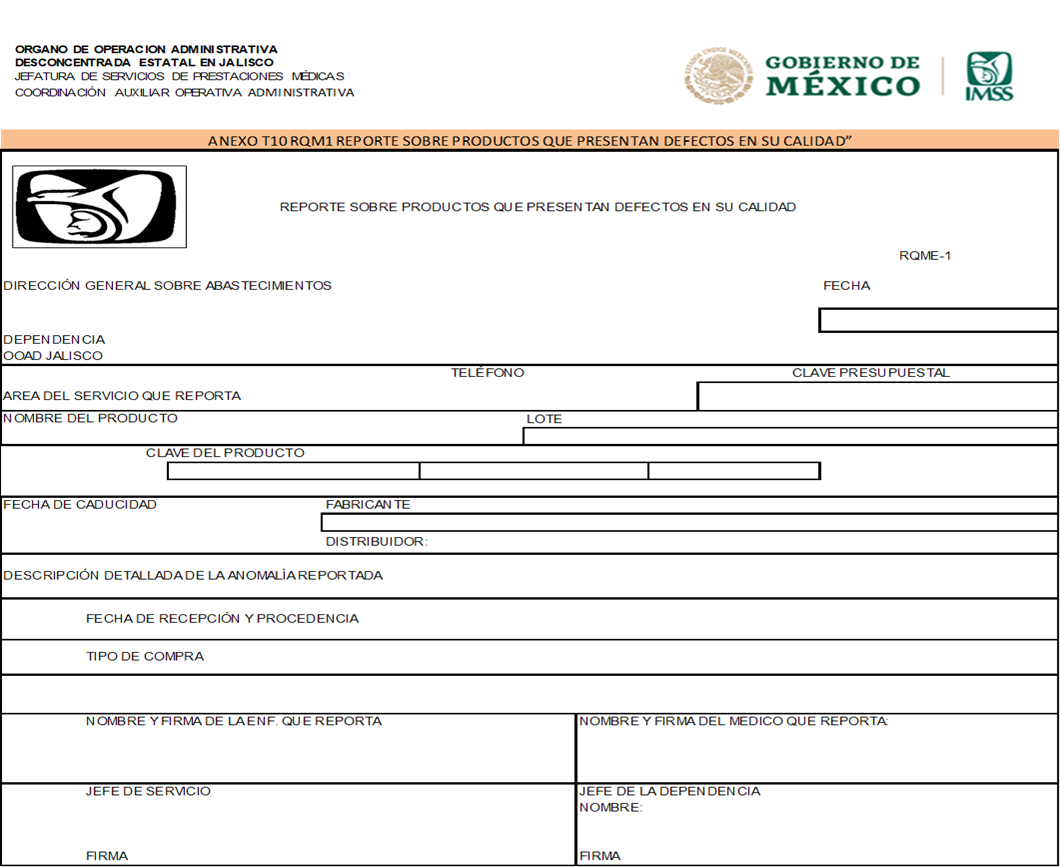 ORGANO DE OPERACION ADMINISTRATIVA
DESCONCENTRADA ESTATAL EN JALISCO
JEFATURA DE SERVICIOS DE PRESTACIONES MÉDICAS
COORDINACIÓN AUXILIAR OPERATIVA ADMINISTRATIVA
ESTADOS UNIDOS MEXICANOS
GOBIERNO DE
MÉXICO
IMSS
ANEXO T10 RQM1 REPORTE SOBRE PRODUCTOS QUE PRESENTAN DEFECTOS EN SU CALIDAD”
REPORTE SOBRE PRODUCTOS QUE PRESENTAN DEFECTOS EN SU CALIDAD
RQME-1
DIRECCIÓN GENERAL SOBRE ABASTECIMIENTOS FECHA
DEPENDENCIA
OOAD JALISCO
TELÉFONO CLAVE PRESUPUESTAL
AREA DEL SERVICIO QUE REPORTA
NOMBRE DEL PRODUCTO LOTE
CLAVE DEL PRODUCTO
FECHA DE CADUCIDAD FABRICANTE
DISTRIBUIDOR:
DESCRIPCIÓN DETALLADA DE LA ANOMALÍA REPORTADA
FECHA DE RECEPCIÓN Y PROCEDENCIA
TIPO DE COMPRA
NOMBRE Y FIRMA DE LA ENF. QUE REPORTA NOMBRE Y FIRMA DEL MEDICO QUE REPORTA:
JEFE DE SERVICIO JEFE DE LA DEPENDENCIA
NOMBRE:
FIRMA FIRMA